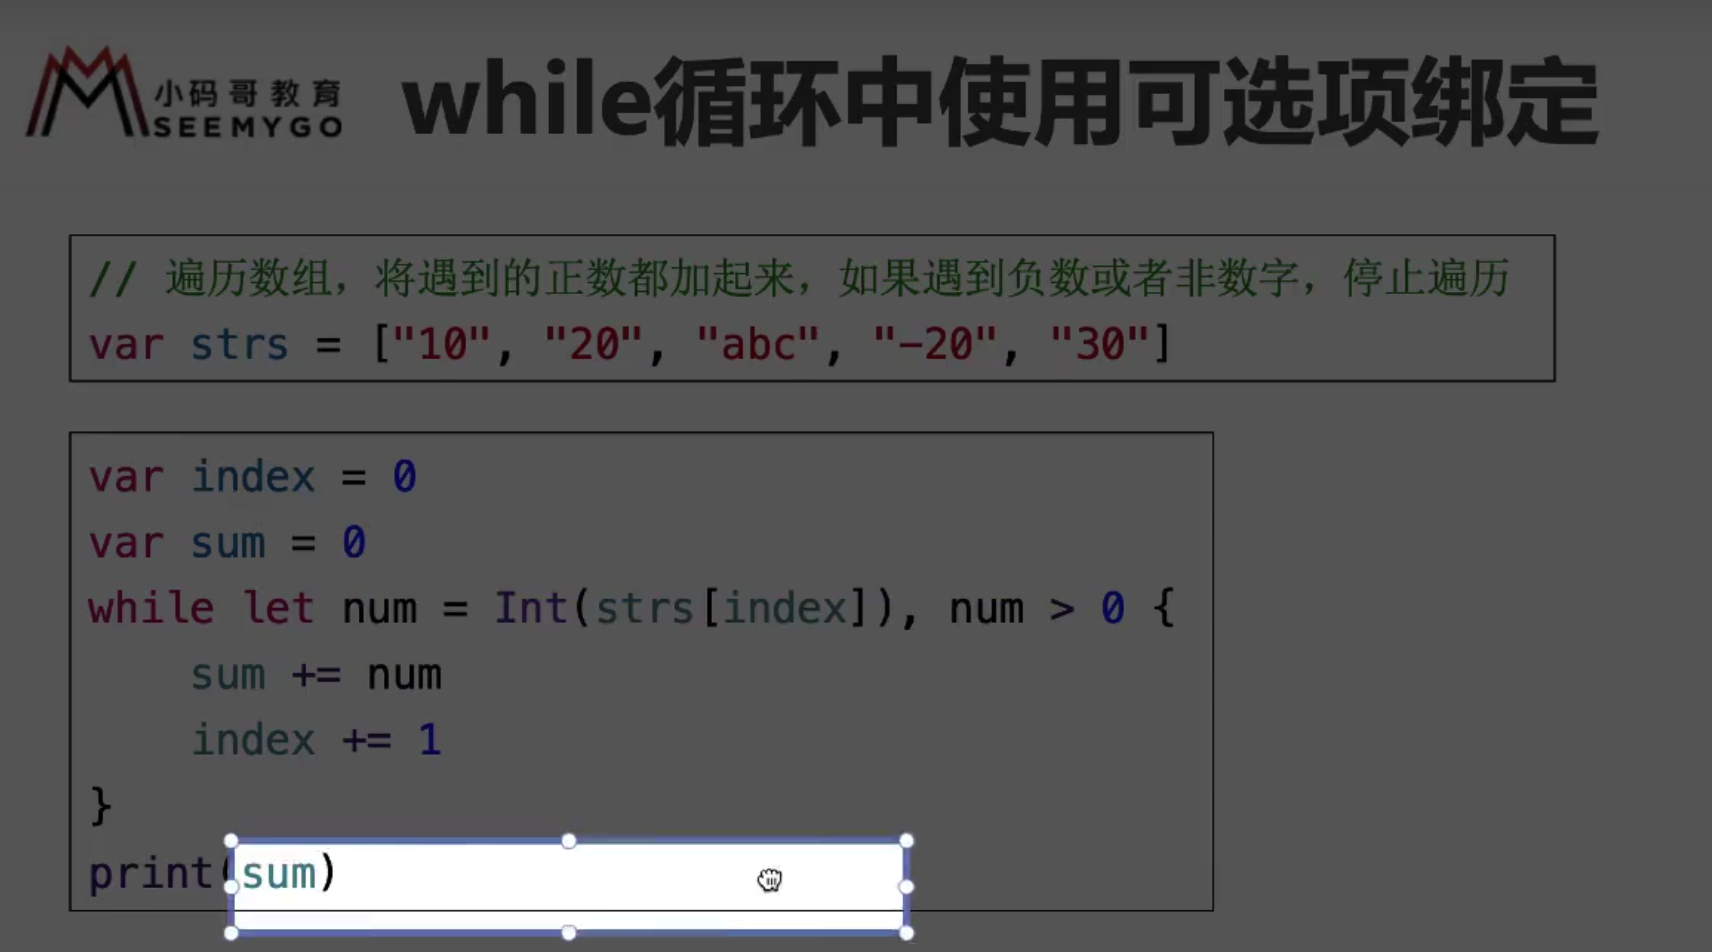 小码哥教育
SEEMYGO
while循环中使用可选项绑定
// 遍历数组，将遇到的正数都加起来，如果遇到负数或者非数字，停止遍历
var strs = ["10", "20", "abc", "-20", "30"]
var index = 0
var sum = 0
while let num = Int(strs[index]), num > 0 {
    sum += num
    index += 1
}
print(sum)